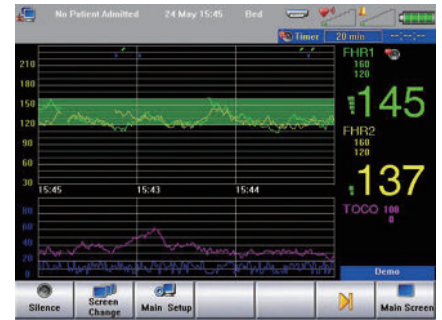 No Patient Admitted 24 May 15:45 Bed
Timer 20 min --:--:--
FHR1
160
120
145
FHR2
160
120
137
TOCO 100
0
210
180
150
120
90
60
30
15:45 15:43 15:44
80
60
40
20
0
Demo
Silence
Screen Change
Main Setup
Main Screen